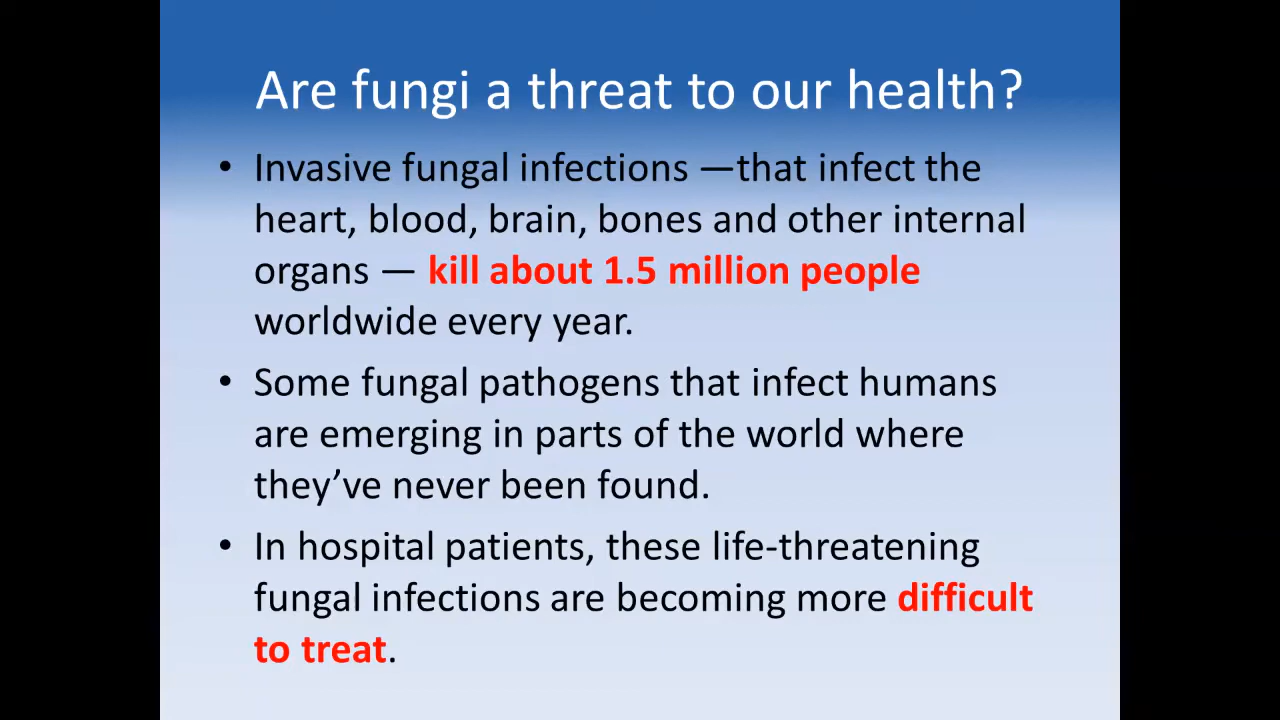 Are fungi a threat to our health?
• Invasive fungal infections —that infect the
heart, blood, brain, bones and other internal
organs — kill about 1.5 million people
worldwide every year.
• Some fungal pathogens that infect humans
are emerging in parts of the world where
they’ve never been found.
• In hospital patients, these life-threatening
fungal infections are becoming more difficult
to treat.